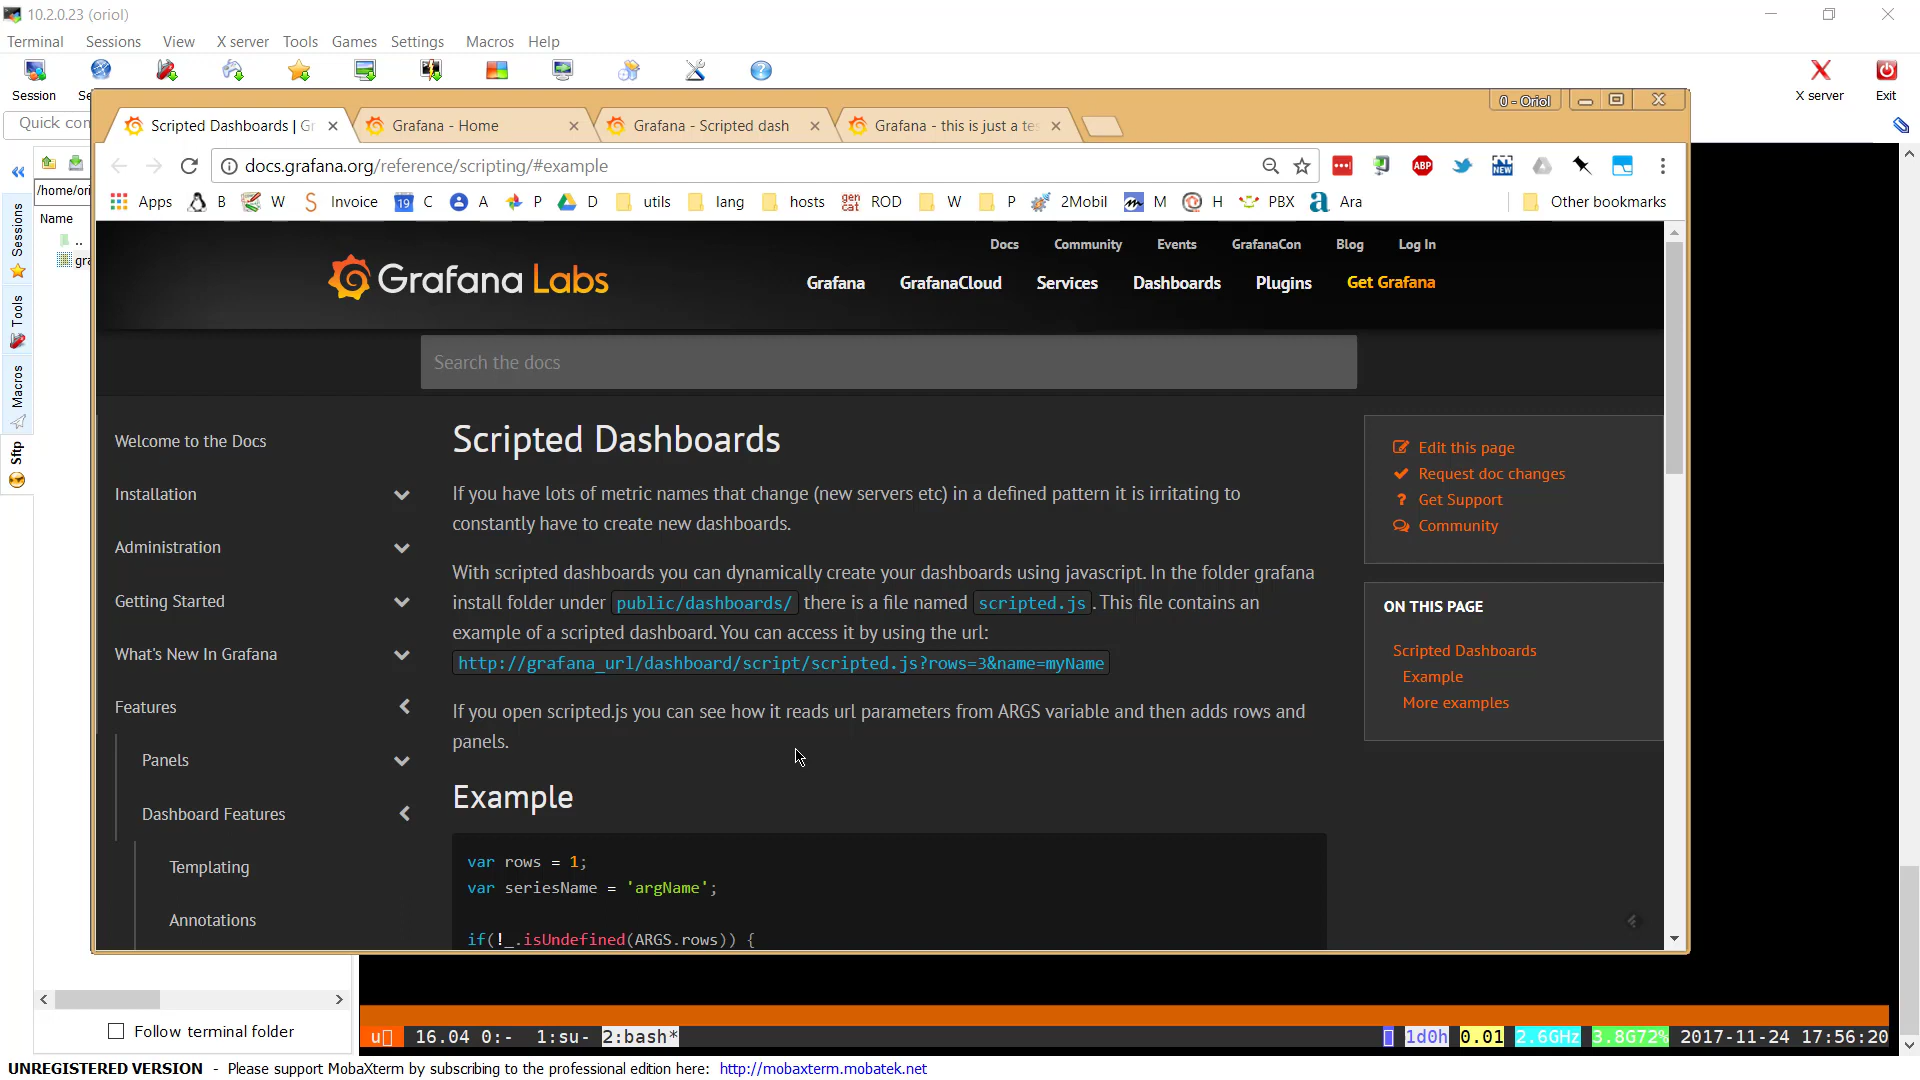 10.2.0.23 (oriol)
Terminal Sessions View X server Tools Games Settings Macros Help
Session X server Exit
0 - Oriol
Quick con
Scripted Dashboards | Gr
Grafana - Home
Grafana - Scripted dash
Grafana - this is just a tes
docs.grafana.org/reference/scripting/#example
ABP NEW
Apps B W Invoice 19 C A P D utils lang hosts gen cat ROD W P 2Mobil M H PBX Ara Other bookmarks
/home/ori
Name
..
gra
Sessions
Tools
Macros
Sftp
Docs Community Events GrafanaCon Blog Log In
Grafana Labs
Grafana GrafanaCloud Services Dashboards Plugins Get Grafana
Search the docs
Welcome to the Docs
Installation
Administration
Getting Started
What's New In Grafana
Features
Panels
Dashboard Features
Templating
Annotations
Scripted Dashboards
If you have lots of metric names that change (new servers etc) in a defined pattern it is irritating to
constantly have to create new dashboards.
With scripted dashboards you can dynamically create your dashboards using javascript. In the folder grafana
install folder under public/dashboards/ there is a file named scripted.js. This file contains an
example of a scripted dashboard. You can access it by using the url:
http://grafana_url/dashboard/script/scripted.js?rows=3&name=myName
If you open scripted.js you can see how it reads url parameters from ARGS variable and then adds rows and
panels.
Example
var rows = 1;
var seriesName = 'argName';
if(!_.isUndefined(ARGS.rows)) {
Edit this page
Request doc changes
Get Support
Community
ON THIS PAGE
Scripted Dashboards
Example
More examples
Follow terminal folder
u 16.04 0:- 1:su- 2:bash* 1d0h 0.01 2.6GHz 3.8G72% 2017-11-24 17:56:20
UNREGISTERED VERSION - Please support MobaXterm by subscribing to the professional edition here: http://mobaxterm.mobatek.net